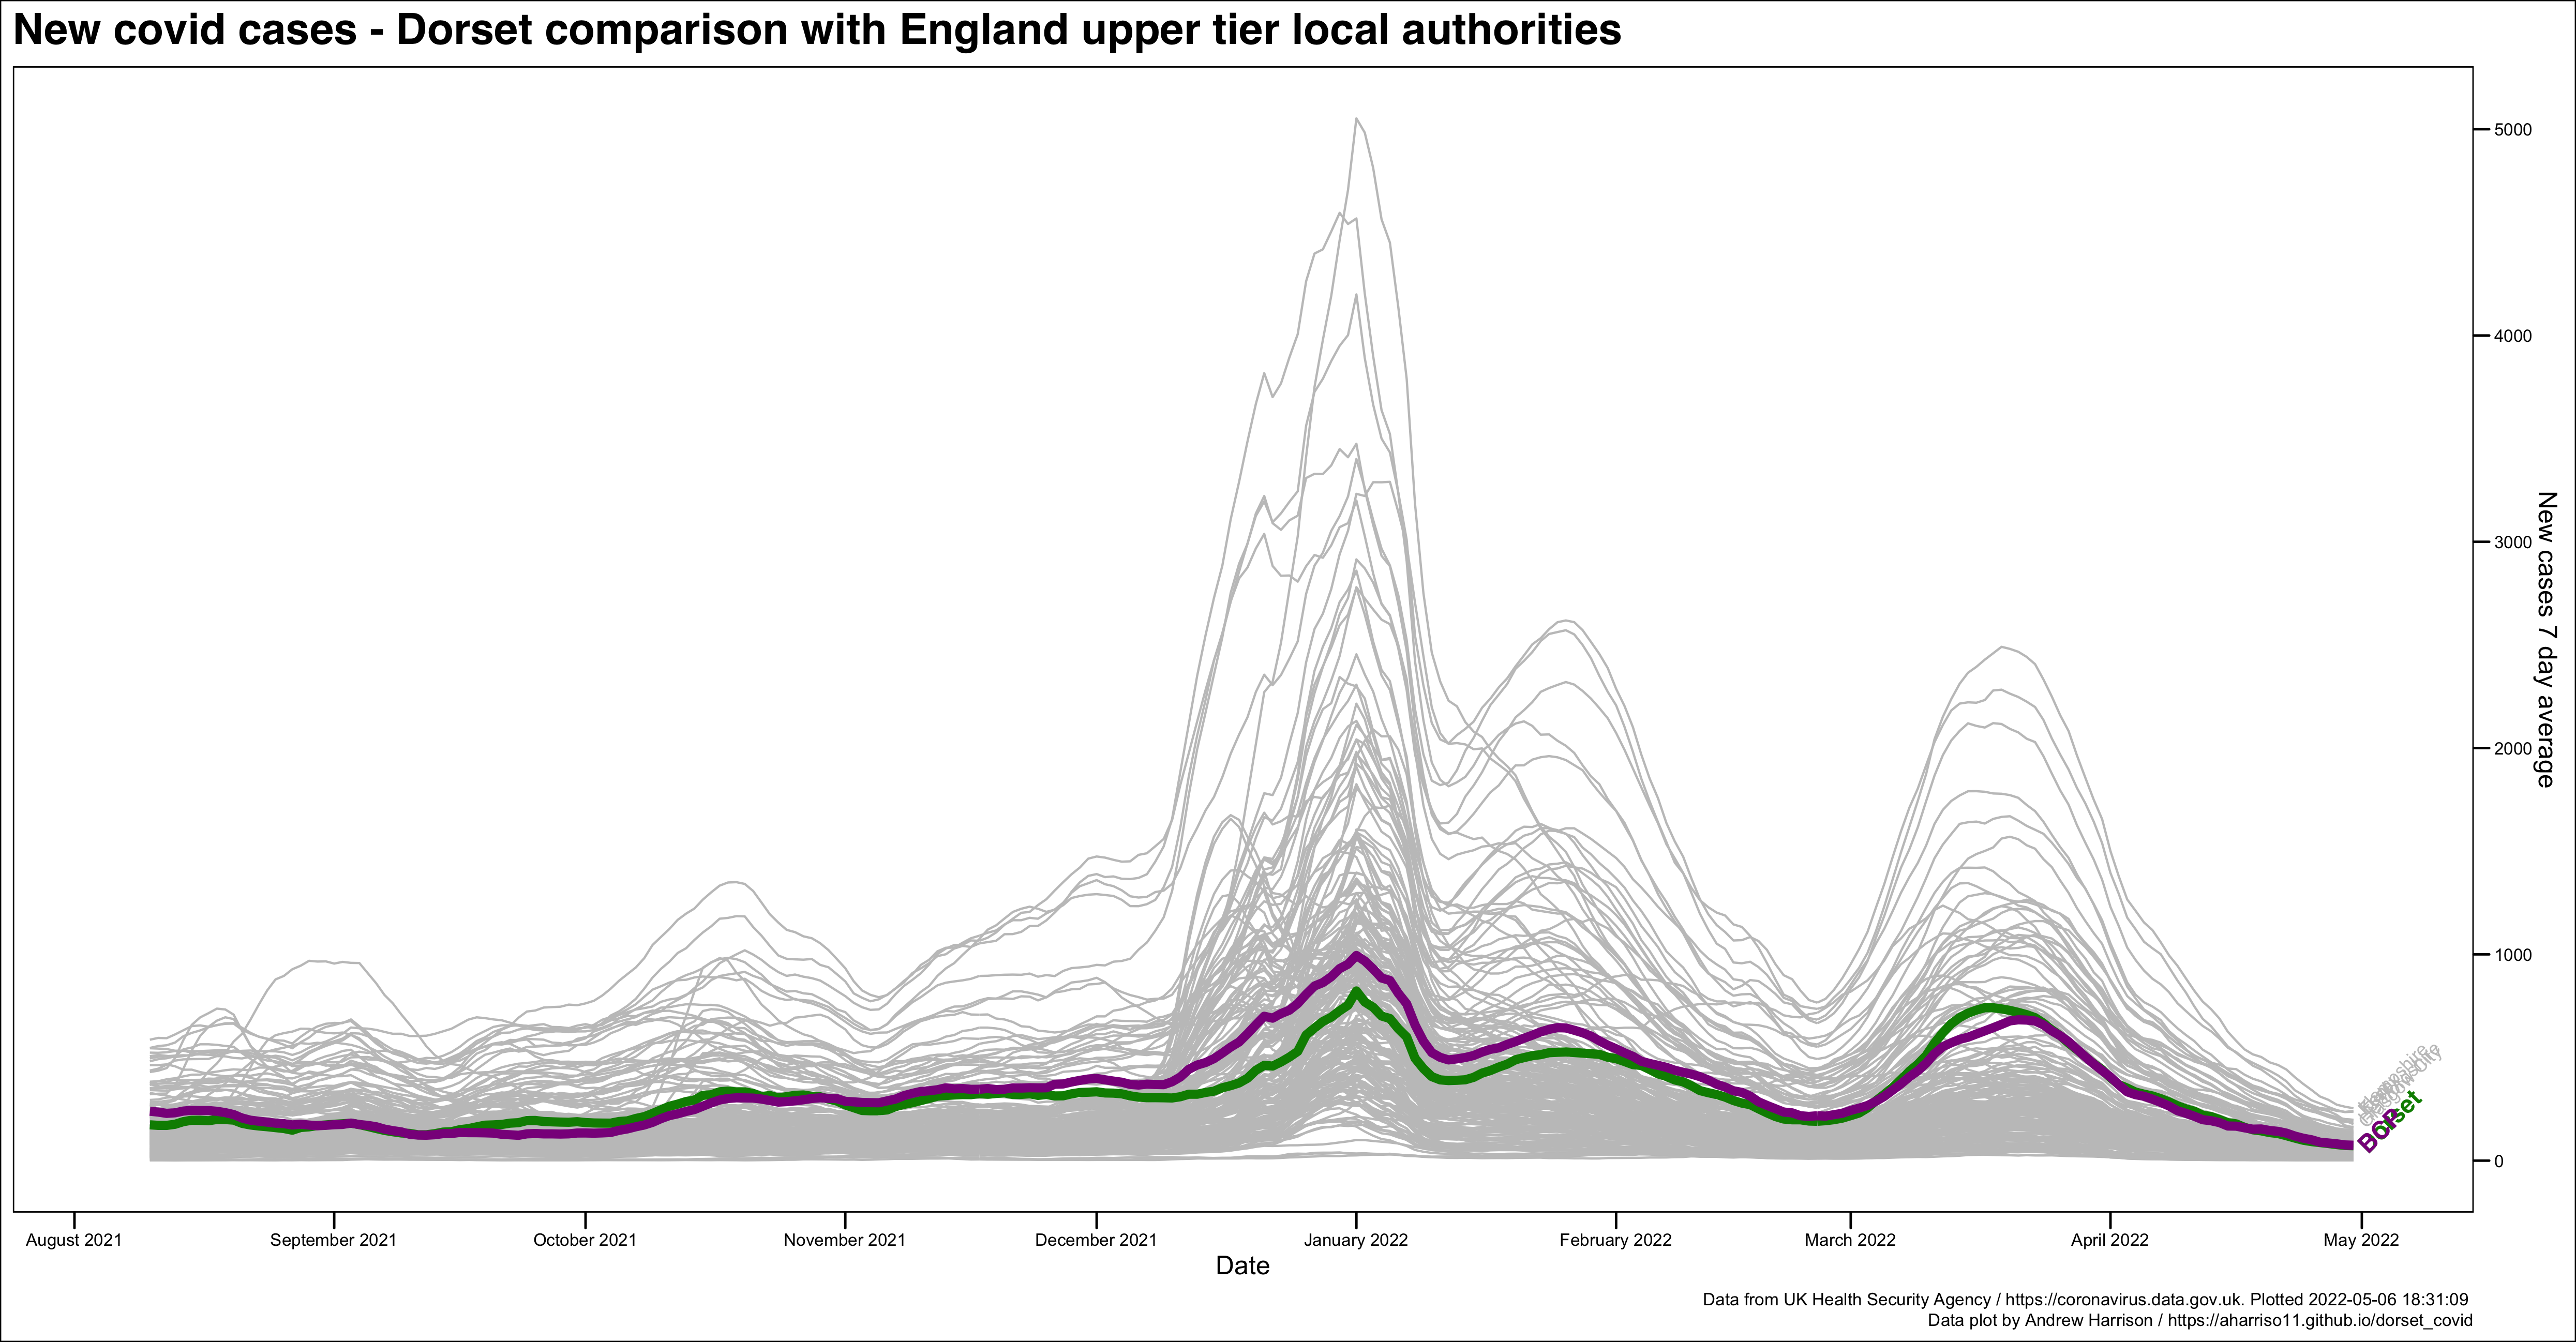 New covid cases - Dorset comparison with England upper tier local authorities
5000
4000
3000
2000
1000
0
New cases 7 day average
BCP
August 2021 September 2021 October 2021 November 2021 December 2021 January 2022 February 2022 March 2022 April 2022 May 2022
Date
Data from UK Health Security Agency / https://coronavirus.data.gov.uk. Plotted 2022-05-06 18:31:09
Data plot by Andrew Harrison / https://aharriso11.github.io/dorset_covid